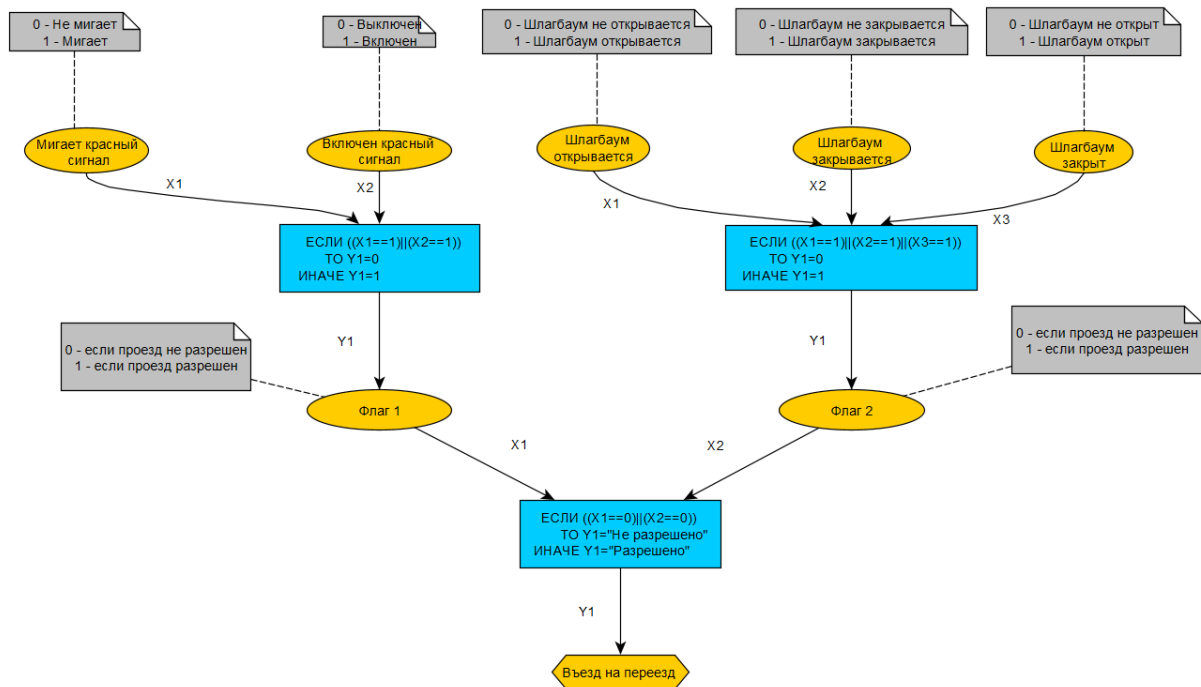 0 - Не мигает
1 - Мигает
0 - Выключен
1 - Включен
0 - Шлагбаум не открывается
1 - Шлагбаум открывается
0 - Шлагбаум не закрывается
1 - Шлагбаум закрывается
0 - Шлагбаум не открыт
1 - Шлагбаум открыт
Мигает красный
сигнал
Включен красный
сигнал
Шлагбаум
открывается
Шлагбаум
закрывается
Шлагбаум
закрыт
X1
X2
X1
X2
X3
ЕСЛИ ((X1==1)||(X2==1))
ТО Y1=0
ИНАЧЕ Y1=1
ЕСЛИ ((X1==1)||(X2==1)||(X3==1))
ТО Y1=0
ИНАЧЕ Y1=1
0 - если проезд не разрешен
1 - если проезд разрешен
Y1
Y1
0 - если проезд не разрешен
1 - если проезд разрешен
Флаг 1
Флаг 2
X1
X2
ЕСЛИ ((X1==0)||(X2==0))
ТО Y1="Не разрешено"
ИНАЧЕ Y1="Разрешено"
Y1
Въезд на переезд